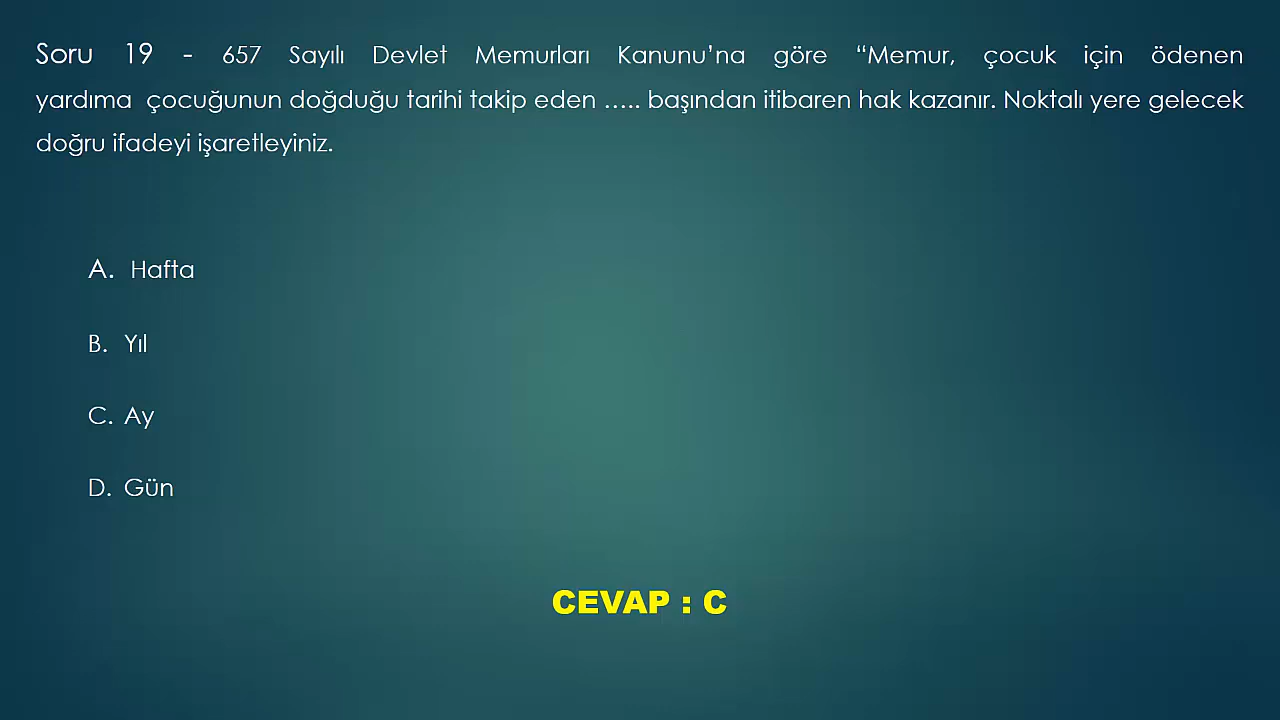 Soru 19 - 657 Sayılı Devlet Memurları Kanunu’na göre “Memur, çocuk için ödenen
yardıma çocuğunun doğduğu tarihi takip eden ….. başından itibaren hak kazanır. Noktalı yere gelecek
doğru ifadeyi işaretleyiniz.
A. Hafta
B. Yıl
C. Ay
D. Gün
CEVAP : C